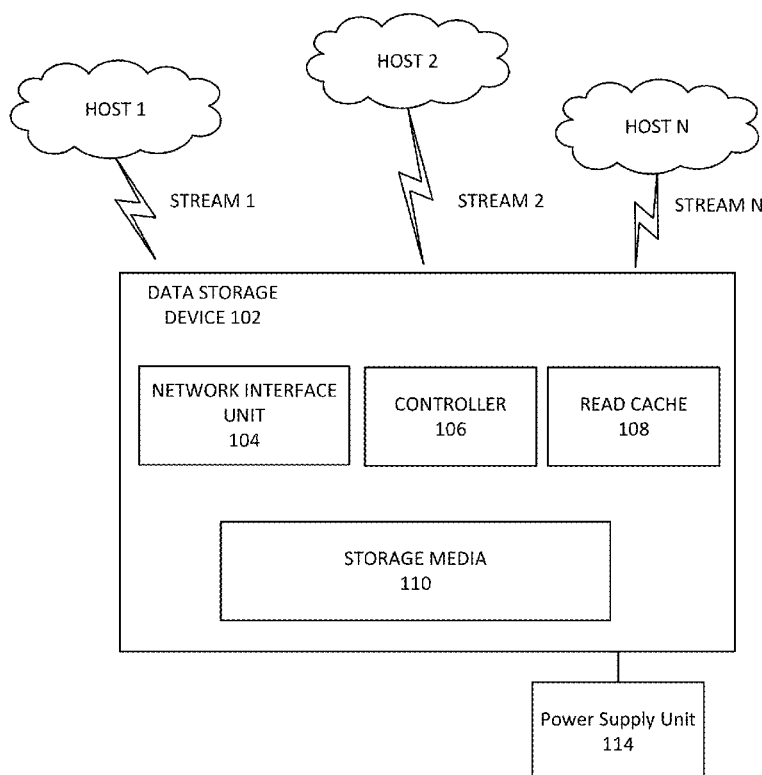 HOST 1
HOST 2
HOST N
STREAM 1
STREAM 2
STREAM N
DATA STORAGE
DEVICE 102
NETWORK INTERFACE
UNIT
104
CONTROLLER
106
READ CACHE
108
STORAGE MEDIA
110
Power Supply Unit
114